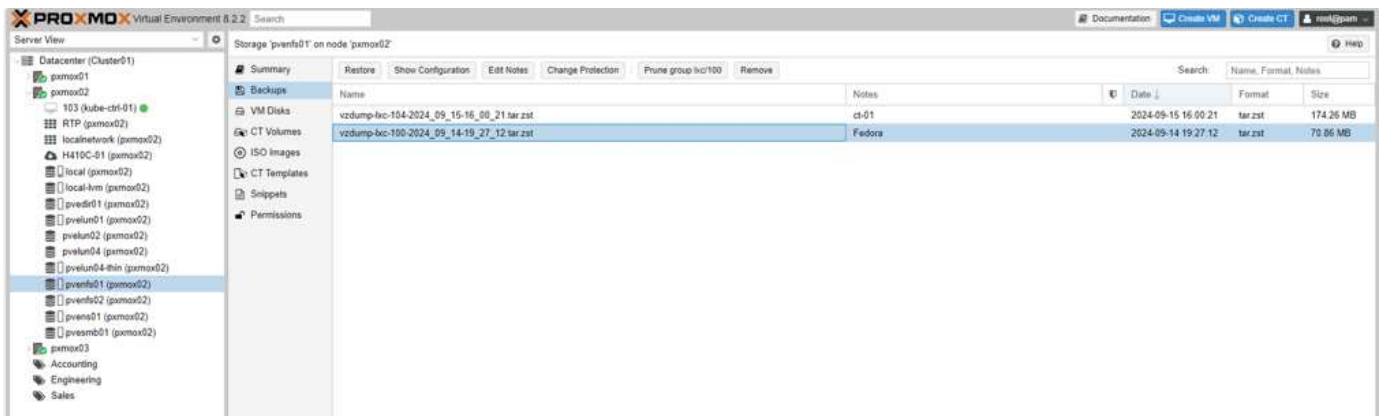 PROXMOX Virtual Environment 8.2.2 Search
Documentation Create VM Create CT root@pam
Server View
Storage 'pvenfs01' on node 'pxmox02'
Help
Datacenter (Cluster01)
pxmox01
pxmox02
103 (kube-ctrl-01)
RTP (pxmox02)
localnetwork (pxmox02)
H410C-01 (pxmox02)
local (pxmox02)
local-lvm (pxmox02)
pvedir01 (pxmox02)
pvelun01 (pxmox02)
pvelun02 (pxmox02)
pvelun04 (pxmox02)
pvelun04-thin (pxmox02)
pvenfs01 (pxmox02)
pvenfs02 (pxmox02)
pvens01 (pxmox02)
pvesmb01 (pxmox02)
pxmox03
Accounting
Engineering
Sales
Summary
Backups
VM Disks
CT Volumes
ISO Images
CT Templates
Snippets
Permissions
Restore Show Configuration Edit Notes Change Protection Prune group lxc/100 Remove Search: Name, Format, Notes
Name Notes Date ↓ Format Size
vzdump-lxc-104-2024_09_15-16_00_21.tar.zst ct-01 2024-09-15 16:00:21 tar.zst 174.26 MB
vzdump-lxc-100-2024_09_14-19_27_12.tar.zst Fedora 2024-09-14 19:27:12 tar.zst 70.86 MB